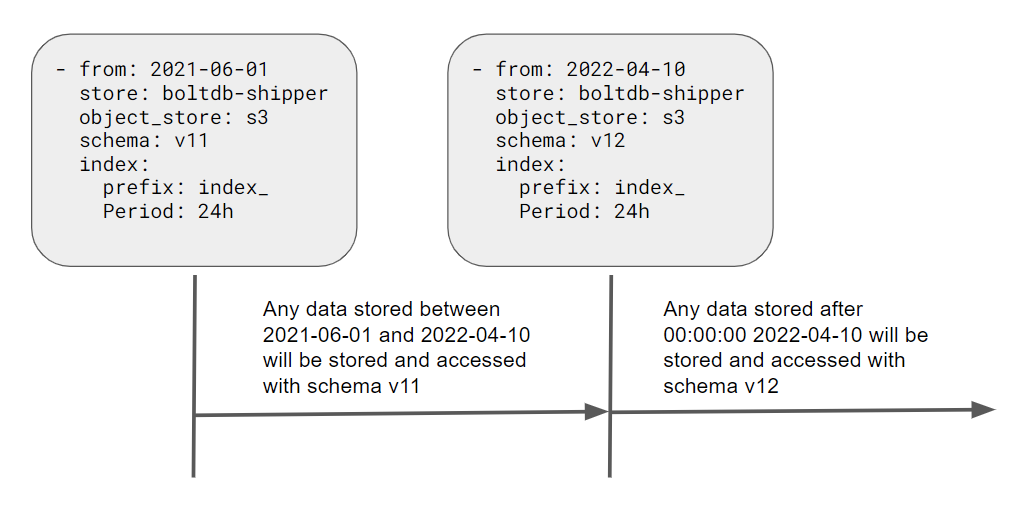 - from: 2021-06-01
store: boltdb-shipper
object_store: s3
schema: v11
index:
prefix: index_
Period: 24h
- from: 2022-04-10
store: boltdb-shipper
object_store: s3
schema: v12
index:
prefix: index_
Period: 24h
Any data stored between
2021-06-01 and 2022-04-10
will be stored and accessed
with schema v11
Any data stored after
00:00:00 2022-04-10 will be
stored and accessed with
schema v12